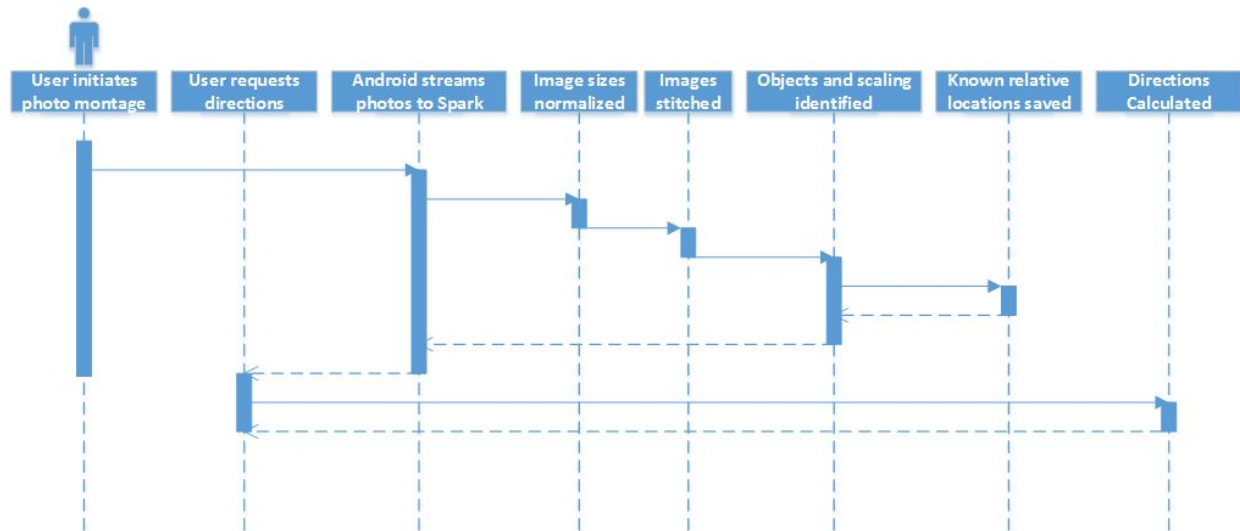 User initiates
photo montage
User requests
directions
Android streams
photos to Spark
Image sizes
normalized
Images
stitched
Objects and scaling
identified
Known relative
locations saved
Directions
Calculated